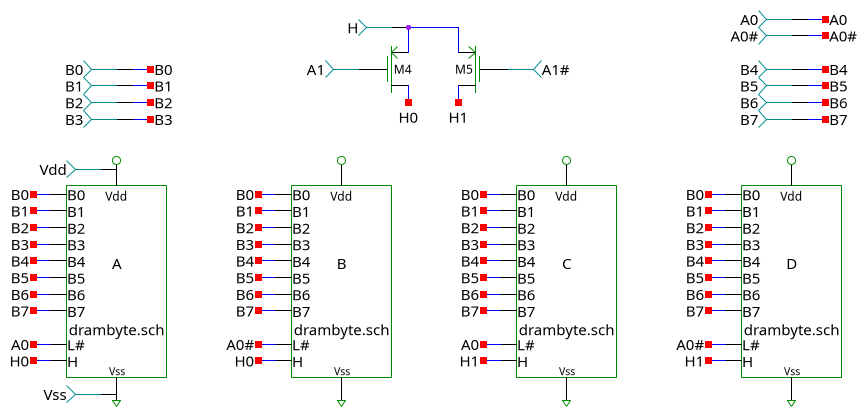 H
A0 A0
A0# A0#
B0 B0
B1 B1
B2 B2
B3 B3
A1 M4 M5 A1#
H0 H1
B4 B4
B5 B5
B6 B6
B7 B7
Vdd
B0 B0 Vdd
B1 B1
B2 B2
B3 B3
B4 B4 A
B5 B5
B6 B6
B7 B7
drambyte.sch
A0 L#
H0 H
Vss
Vss
B0 B0 Vdd
B1 B1
B2 B2
B3 B3
B4 B4 B
B5 B5
B6 B6
B7 B7
drambyte.sch
A0# L#
H0 H
Vss
B0 B0 Vdd
B1 B1
B2 B2
B3 B3
B4 B4 C
B5 B5
B6 B6
B7 B7
drambyte.sch
A0 L#
H1 H
Vss
B0 B0 Vdd
B1 B1
B2 B2
B3 B3
B4 B4 D
B5 B5
B6 B6
B7 B7
drambyte.sch
A0# L#
H1 H
Vss